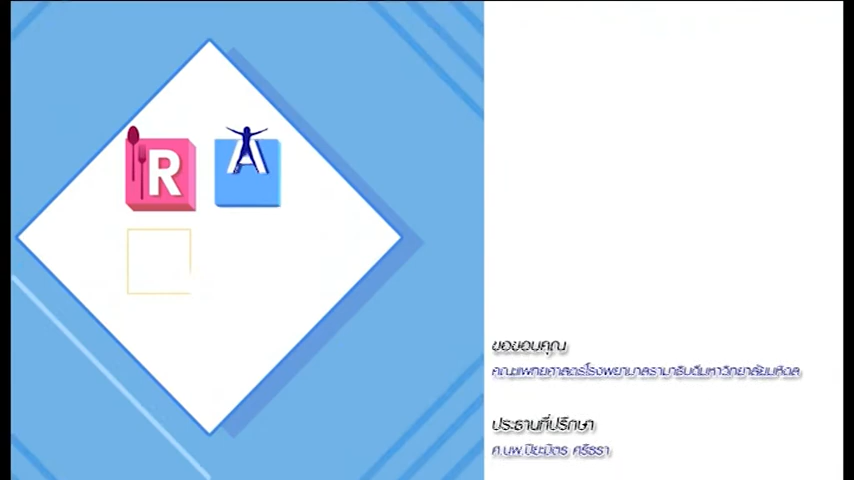 R A
ขอขอบคุณ
คณะแพทยศาสตร์โรงพยาบาลรามาธิบดีมหาวิทยาลัยมหิดล
ประธานที่ปรึกษา
ศ.นพ.ปิยะมิตร ศรีธรา